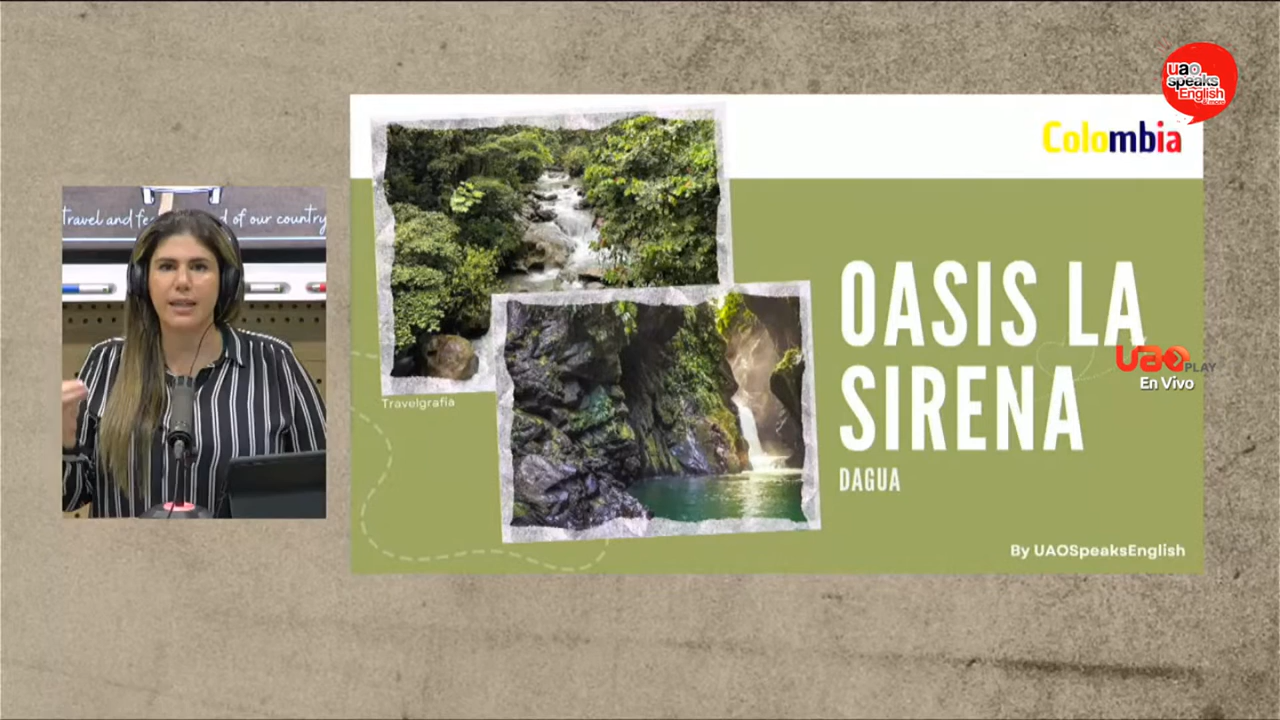 uao
speaks
English
Colombia
travel and fe d of our country
OASIS LA
SIRENA
DAGUA
uao PLAY
En Vivo
Travelgrafia
By UAOSpeaksEnglish